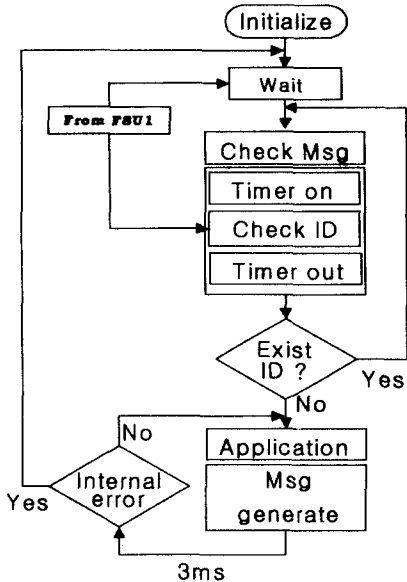 Initialize
Wait
From FSU1
Check Msg
Timer on
Check ID
Timer out
Exist
ID ?
Yes
No
Application
Msg
generate
No
Internal
error
Yes
3ms